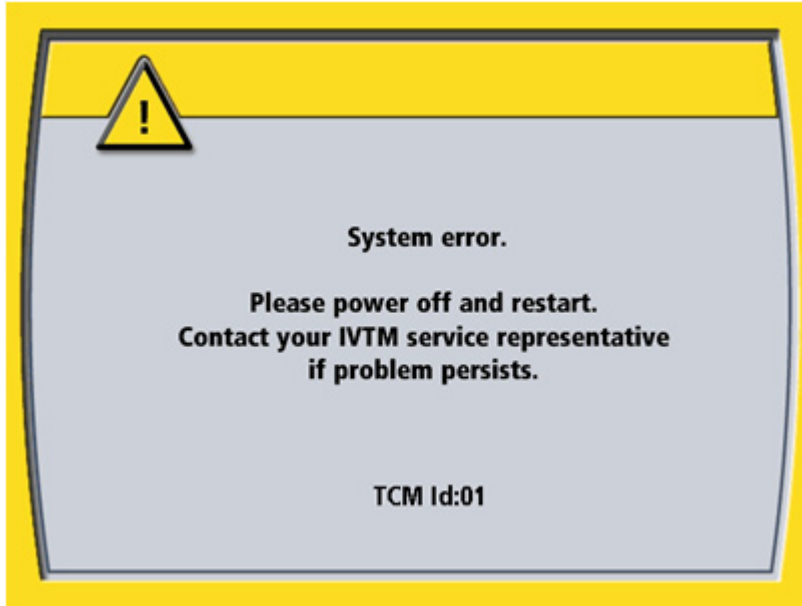 !
System error.
Please power off and restart.
Contact your IVTM service representative
if problem persists.
TCM Id:01